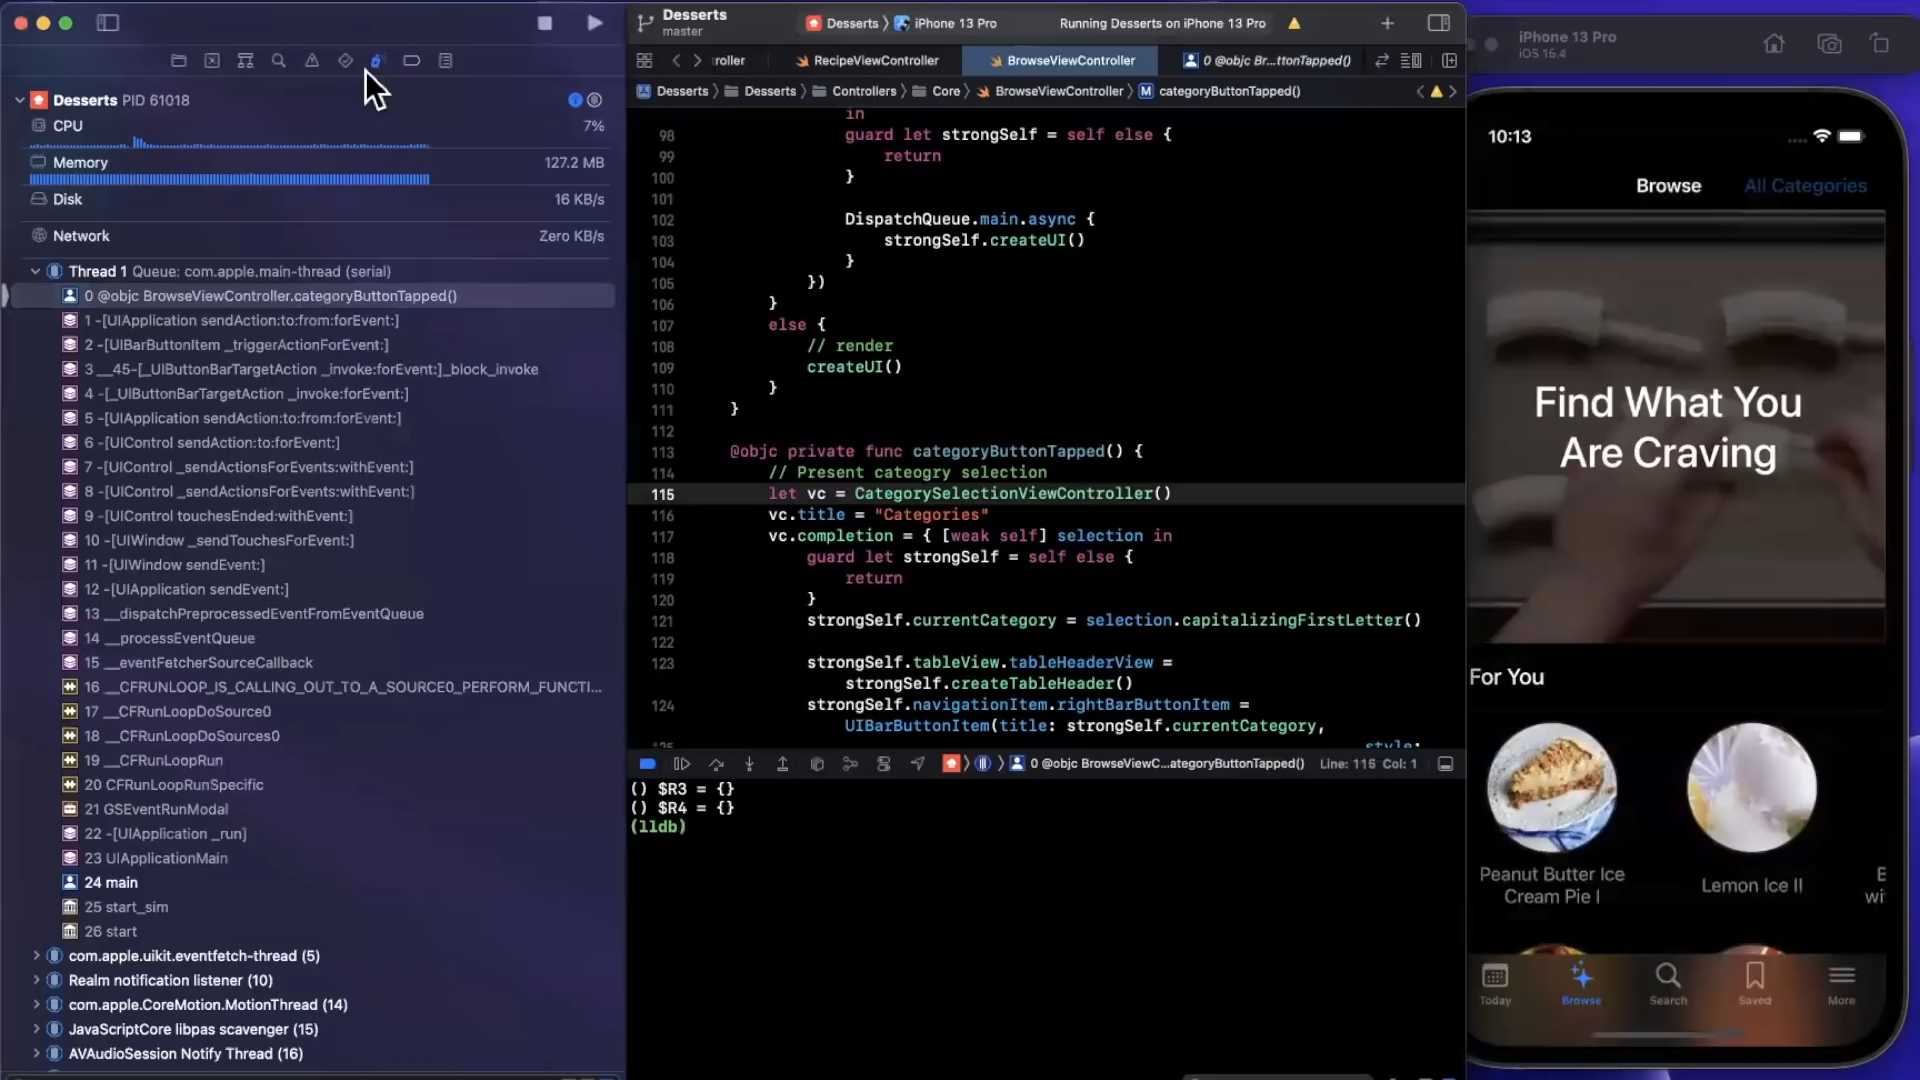 Desserts PID 61018
CPU 7%
Memory 127.2 MB
Disk 16 KB/s
Network Zero KB/s
Thread 1 Queue: com.apple.main-thread (serial)
0 @objc BrowseViewController.categoryButtonTapped()
1 -[UIApplication sendAction:to:from:forEvent:]
2 -[UIBarButtonItem _triggerActionForEvent:]
3 __45-[_UIButtonBarTargetAction _invoke:forEvent:]_block_invoke
4 -[_UIButtonBarTargetAction _invoke:forEvent:]
5 -[UIApplication sendAction:to:from:forEvent:]
6 -[UIControl sendAction:to:forEvent:]
7 -[UIControl _sendActionsForEvents:withEvent:]
8 -[UIControl _sendActionsForEvents:withEvent:]
9 -[UIControl touchesEnded:withEvent:]
10 -[UIWindow _sendTouchesForEvent:]
11 -[UIWindow sendEvent:]
12 -[UIApplication sendEvent:]
13 __dispatchPreprocessedEventFromEventQueue
14 __processEventQueue
15 __eventFetcherSourceCallback
16 __CFRUNLOOP_IS_CALLING_OUT_TO_A_SOURCE0_PERFORM_FUNCTI...
17 __CFRunLoopDoSource0
18 __CFRunLoopDoSources0
19 __CFRunLoopRun
20 CFRunLoopRunSpecific
21 GSEventRunModal
22 -[UIApplication _run]
23 UIApplicationMain
24 main
25 start_sim
26 start
com.apple.uikit.eventfetch-thread (5)
Realm notification listener (10)
com.apple.CoreMotion.MotionThread (14)
JavaScriptCore libpas scavenger (15)
AVAudioSession Notify Thread (16)
Desserts
master
Desserts 〉 iPhone 13 Pro
Running Desserts on iPhone 13 Pro
roller RecipeViewController BrowseViewController 0 @objc Br...ttonTapped()
Desserts 〉 Desserts 〉 Controllers 〉 Core 〉 BrowseViewController 〉 M categoryButtonTapped()
in
98 guard let strongSelf = self else {
99 return
100 }
101
102 DispatchQueue.main.async {
103 strongSelf.createUI()
104 }
105 })
106 }
107 else {
108 // render
109 createUI()
110 }
111 }
112
113 @objc private func categoryButtonTapped() {
114 // Present cateogry selection
115 let vc = CategorySelectionViewController()
116 vc.title = "Categories"
117 vc.completion = { [weak self] selection in
118 guard let strongSelf = self else {
119 return
120 }
121 strongSelf.currentCategory = selection.capitalizingFirstLetter()
122
123 strongSelf.tableView.tableHeaderView =
strongSelf.createTableHeader()
124 strongSelf.navigationItem.rightBarButtonItem =
UIBarButtonItem(title: strongSelf.currentCategory,
125 style:
0 @objc BrowseViewC...ategoryButtonTapped() Line: 115 Col: 1
() $R3 = {}
() $R4 = {}
(lldb)
iPhone 13 Pro
iOS 16.4
10:13
Browse All Categories
Find What You
Are Craving
For You
Peanut Butter Ice
Cream Pie I
Lemon Ice II
E
wi
Today Browse Search Saved More